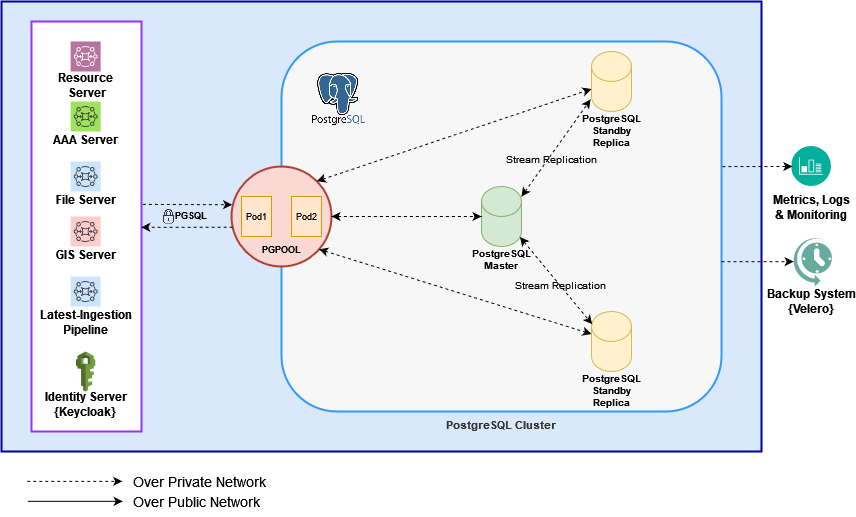 Resource
Server
AAA Server
File Server
GIS Server
Latest-Ingestion
Pipeline
Identity Server
{Keycloak}
PGSQL
Pod1
Pod2
PGPOOL
PostgreSQL
PostgreSQL
Standby
Replica
Stream Replication
PostgreSQL
Master
Stream Replication
PostgreSQL
Standby
Replica
PostgreSQL Cluster
Metrics, Logs
& Monitoring
Backup System
{Velero}
Over Private Network
Over Public Network